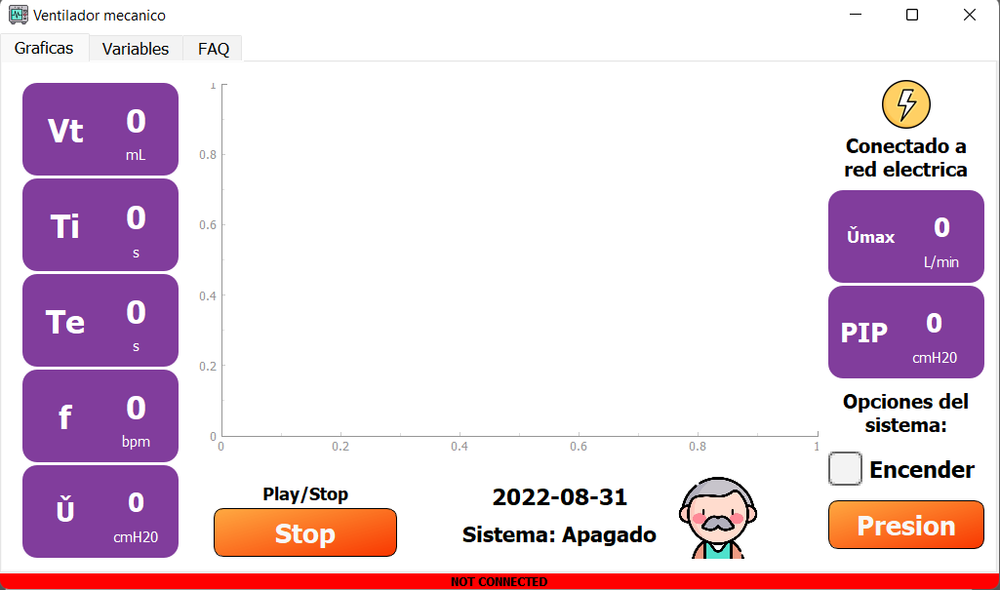 Ventilador mecanico
Graficas Variables FAQ
Vt 0
mL
Ti 0
s
Te 0
s
f 0
bpm
Ǔ 0
cmH20
1
0.8
0.6
0.4
0.2
0
0 0.2 0.4 0.6 0.8 1
Play/Stop
Stop
2022-08-31
Sistema: Apagado
Conectado a
red electrica
Ǔmax 0
L/min
PIP 0
cmH20
Opciones del
sistema:
Encender
Presion
NOT CONNECTED